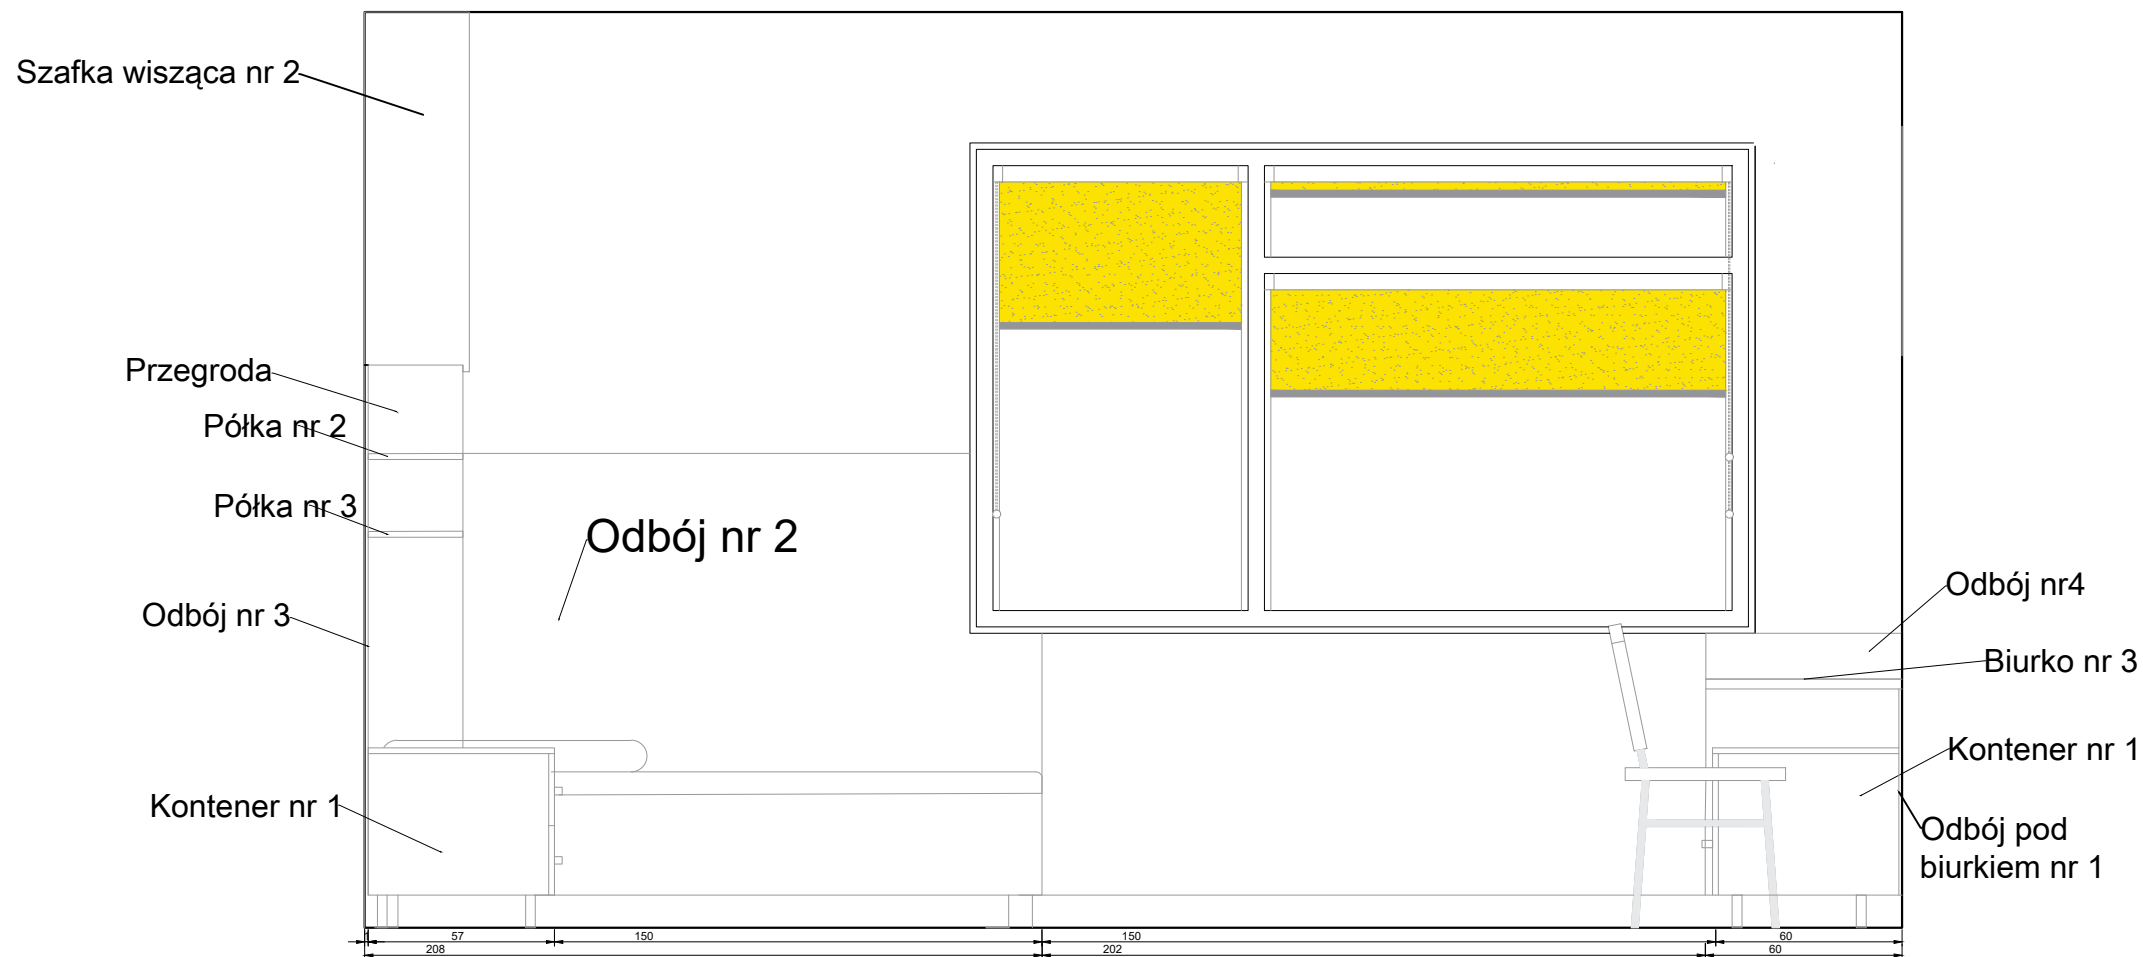 Szafka wisząca nr 2
Przegroda
Półka nr 2
Półka nr 3
Odbój nr 2
Odbój nr 3
Odbój nr4
Biurko nr 3
Kontener nr 1
Kontener nr 1
Odbój pod
biurkiem nr 1
57 150 150 60
208 202 60